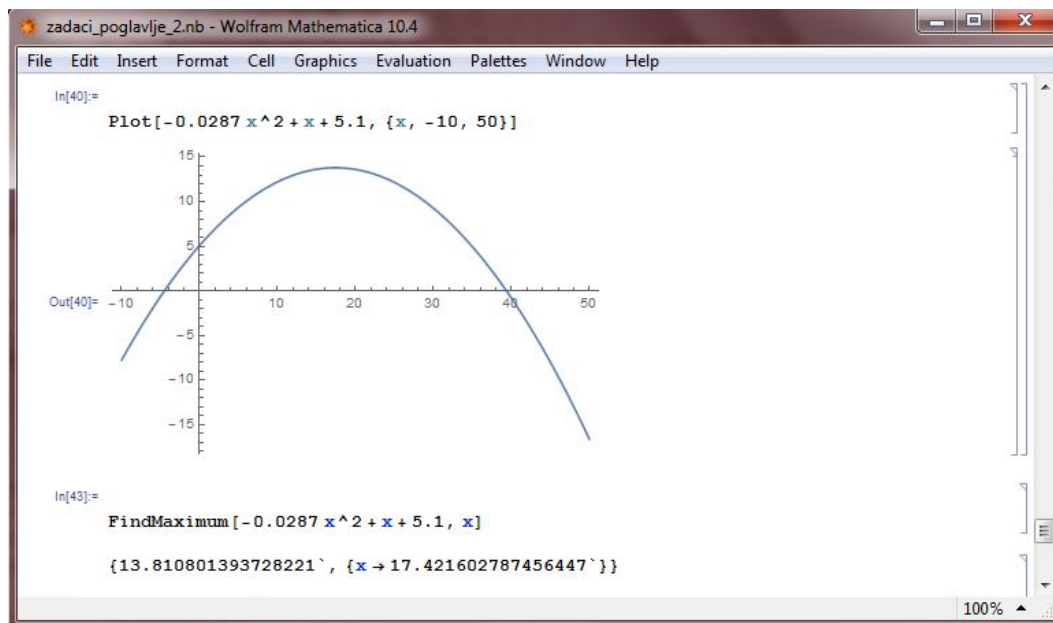 zadaci_poglavlje_2.nb - Wolfram Mathematica 10.4
File Edit Insert Format Cell Graphics Evaluation Palettes Window Help
In[40]:=
Plot[-0.0287 x^2 + x + 5.1, {x, -10, 50}]
15
10
5
Out[40]= -10 10 20 30 40 50
-5
-10
-15
In[43]:=
FindMaximum[-0.0287 x^2 + x + 5.1, x]
{13.810801393728221`, {x → 17.421602787456447`}}
100%